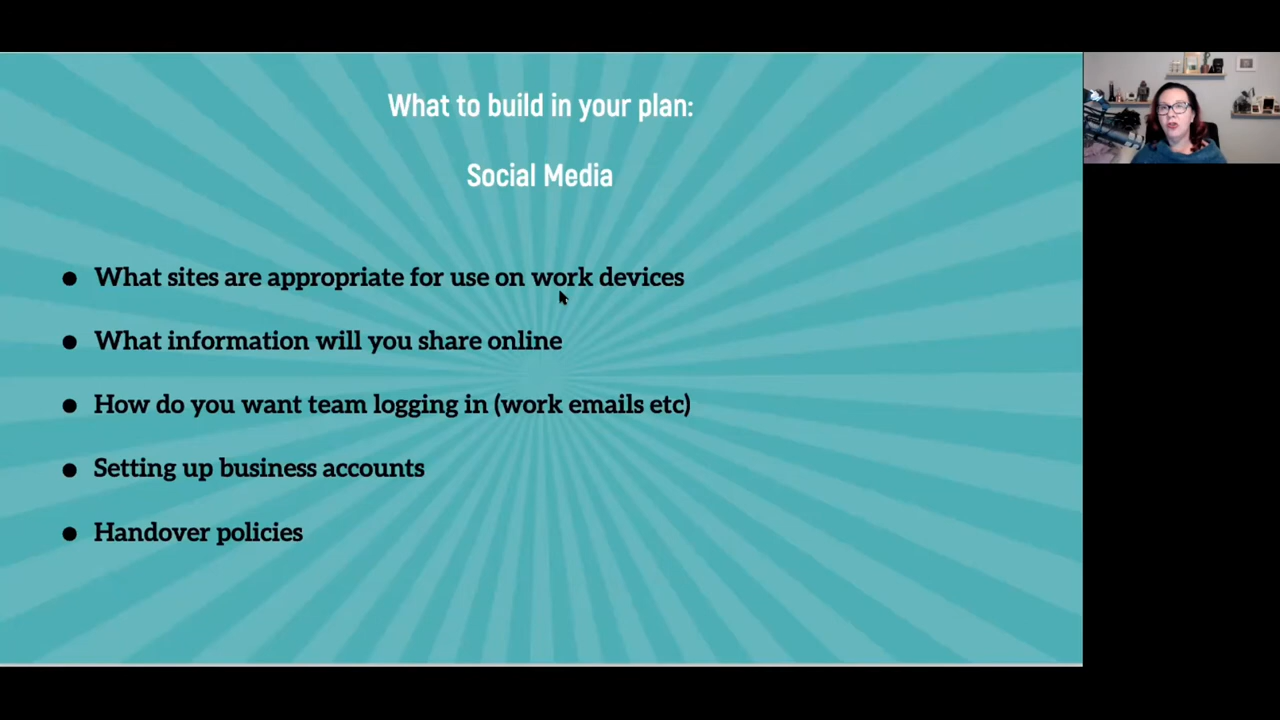 What to build in your plan:
Social Media
● What sites are appropriate for use on work devices
● What information will you share online
● How do you want team logging in (work emails etc)
● Setting up business accounts
● Handover policies